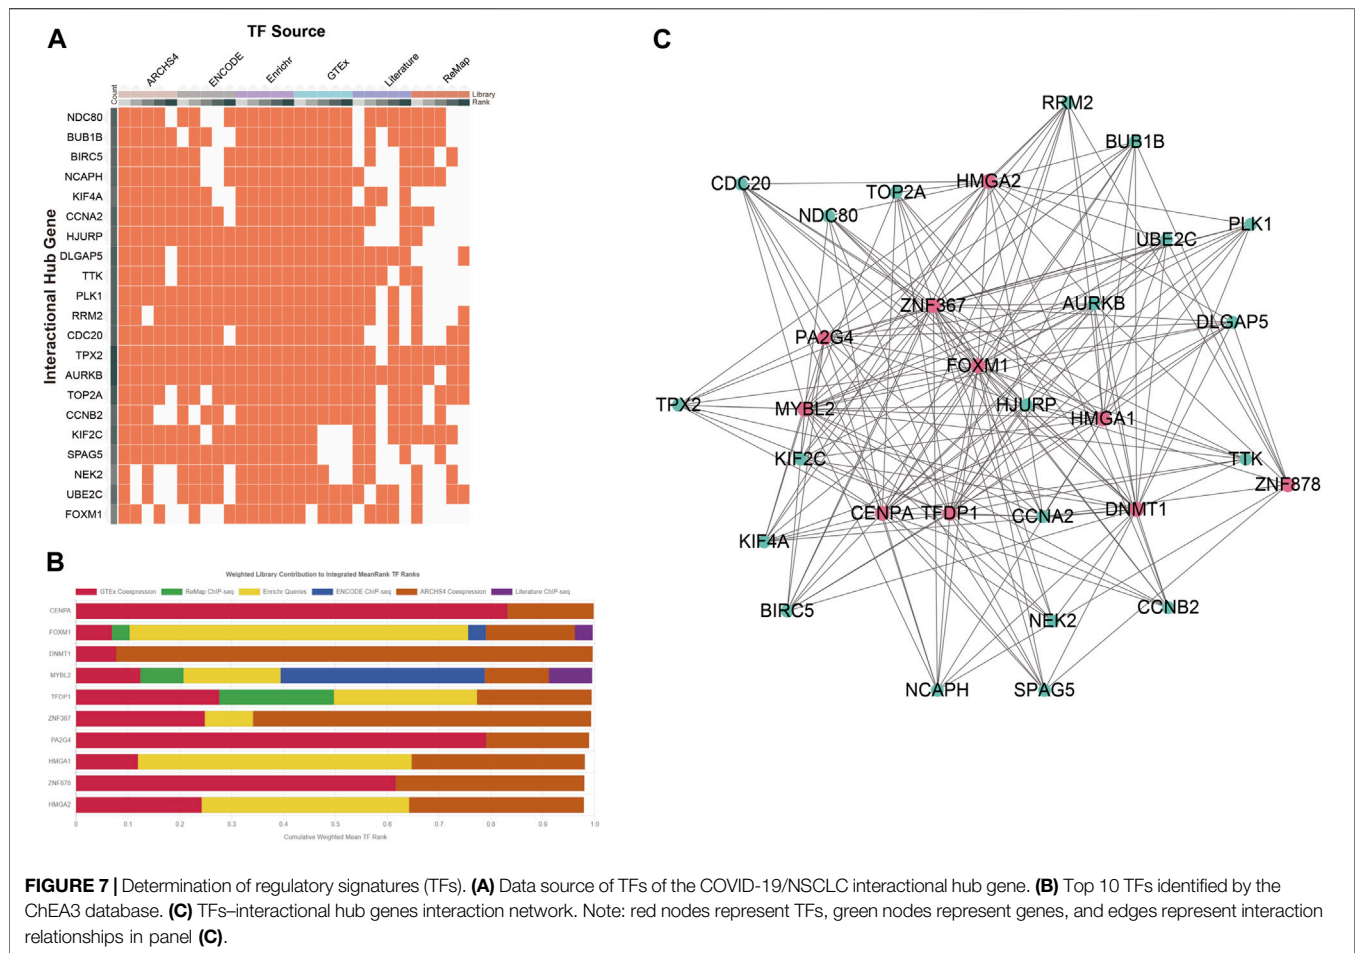 A
TF Source
ARCHS4
ENCODE
Enrichr
GTEx
Literature
ReMap
Count
Library
Rank
Interactional Hub Gene
NDC80
BUB1B
BIRC5
NCAPH
KIF4A
CCNA2
HJURP
DLGAP5
TTK
PLK1
RRM2
CDC20
TPX2
AURKB
TOP2A
CCNB2
KIF2C
SPAG5
NEK2
UBE2C
FOXM1
B
Weighted Library Contribution to Integrated MeanRank TF Ranks
GTEx Coexpression ReMap ChIP-seq Enrichr Queries ENCODE ChIP-seq ARCHS4 Coexpression Literature ChIP-seq
CENPA
FOXM1
DNMT1
MYBL2
TFDP1
ZNF367
PA2G4
HMGA1
ZNF878
HMGA2
0 0.1 0.2 0.3 0.4 0.5 0.6 0.7 0.8 0.9 1.0
Cumulative Weighted Mean TF Rank
C
RRM2
BUB1B
HMGA2
CDC20
TOP2A
NDC80
PLK1
UBE2C
ZNF367
AURKB
DLGAP5
PA2G4
FOXM1
TPX2
MYBL2
HJURP
HMGA1
KIF2C
TTK
ZNF878
CENPA
TFDP1
CCNA2
DNMT1
KIF4A
BIRC5
NEK2
CCNB2
NCAPH
SPAG5
FIGURE 7 | Determination of regulatory signatures (TFs). (A) Data source of TFs of the COVID-19/NSCLC interactional hub gene. (B) Top 10 TFs identified by the
ChEA3 database. (C) TFs–interactional hub genes interaction network. Note: red nodes represent TFs, green nodes represent genes, and edges represent interaction
relationships in panel (C).